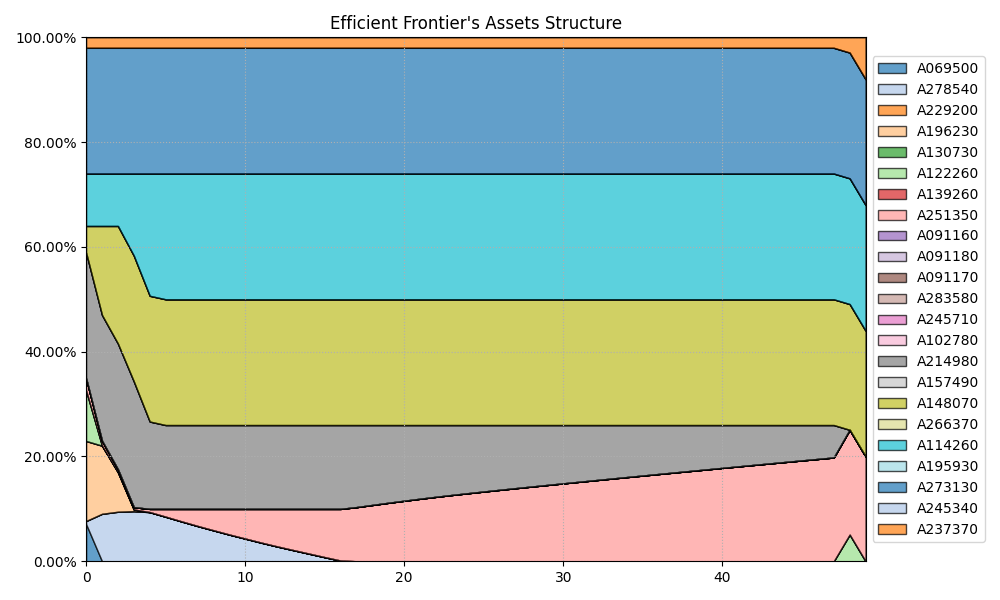 Efficient Frontier's Assets Structure
100.00%
80.00%
60.00%
40.00%
20.00%
0.00%
0
10
20
30
40
A069500
A278540
A229200
A196230
A130730
A122260
A139260
A251350
A091160
A091180
A091170
A283580
A245710
A102780
A214980
A157490
A148070
A266370
A114260
A195930
A273130
A245340
A237370